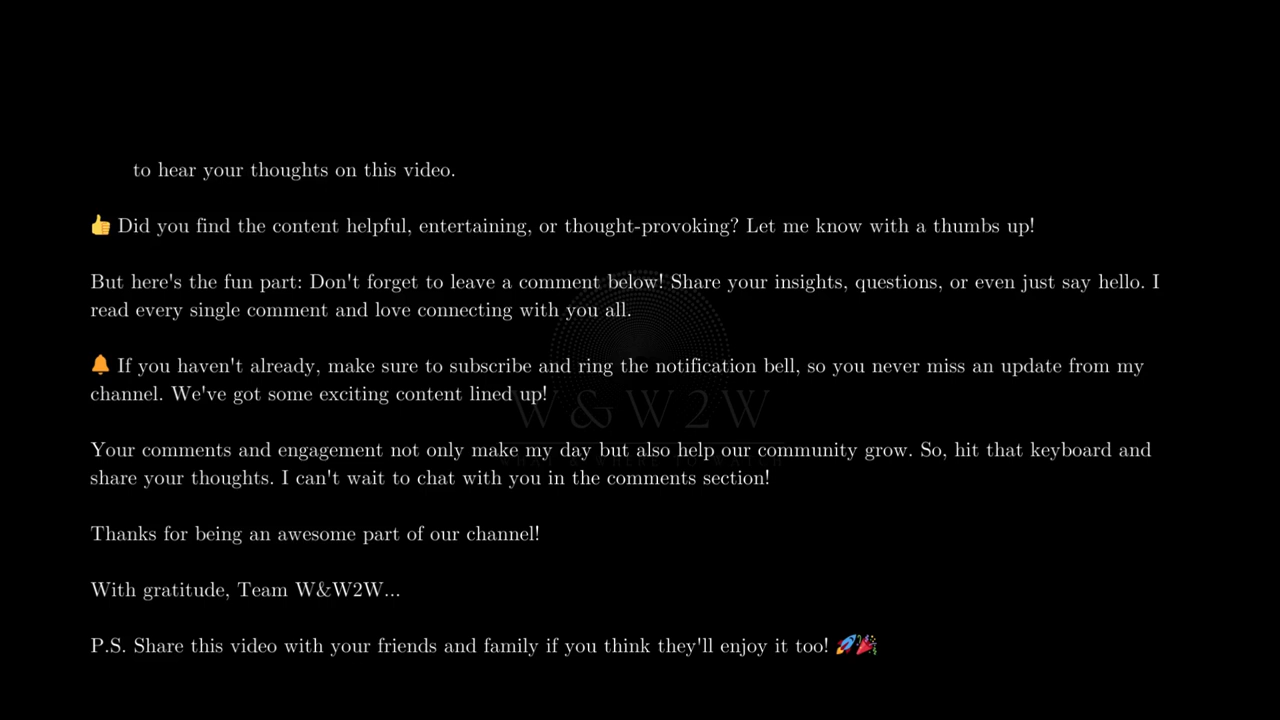 to hear your thoughts on this video.
👍 Did you find the content helpful, entertaining, or thought-provoking? Let me know with a thumbs up!
But here's the fun part: Don't forget to leave a comment below! Share your insights, questions, or even just say hello. I
read every single comment and love connecting with you all.
🔔 If you haven't already, make sure to subscribe and ring the notification bell, so you never miss an update from my
channel. We've got some exciting content lined up!
W&W2W
Your comments and engagement not only make my day but also help our community grow. So, hit that keyboard and
share your thoughts. I can't wait to chat with you in the comments section!
Thanks for being an awesome part of our channel!
With gratitude, Team W&W2W...
P.S. Share this video with your friends and family if you think they'll enjoy it too! 🚀🎉